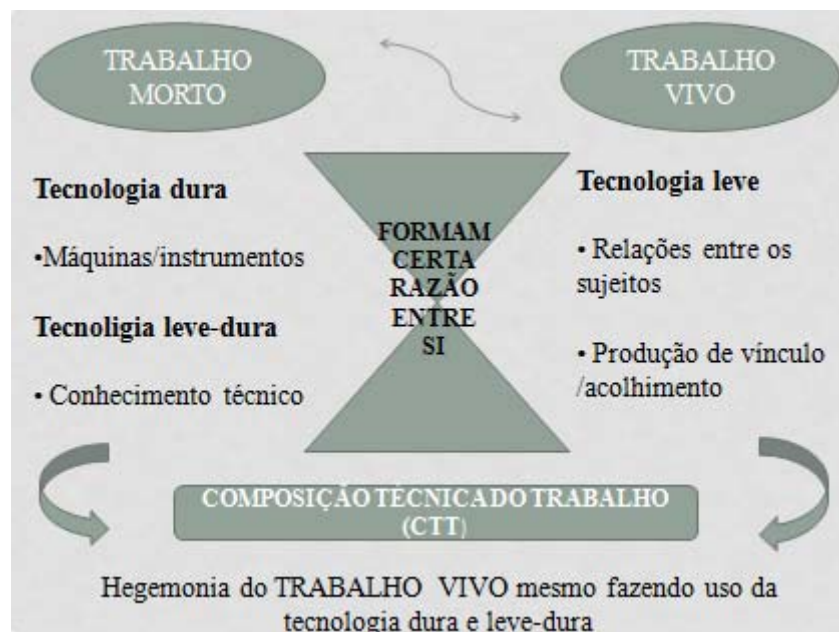 TRABALHO
MORTO
TRABALHO
VIVO
Tecnologia dura
•Máquinas/instrumentos
Tecnoligia leve-dura
• Conhecimento técnico
FORMAM
CERTA
RAZÃO
ENTRE
SI
Tecnologia leve
• Relações entre os
sujeitos
• Produção de vínculo
/acolhimento
COMPOSIÇÃO TÉCNICA DO TRABALHO
(CTT)
Hegemonia do TRABALHO VIVO mesmo fazendo uso da
tecnologia dura e leve-dura